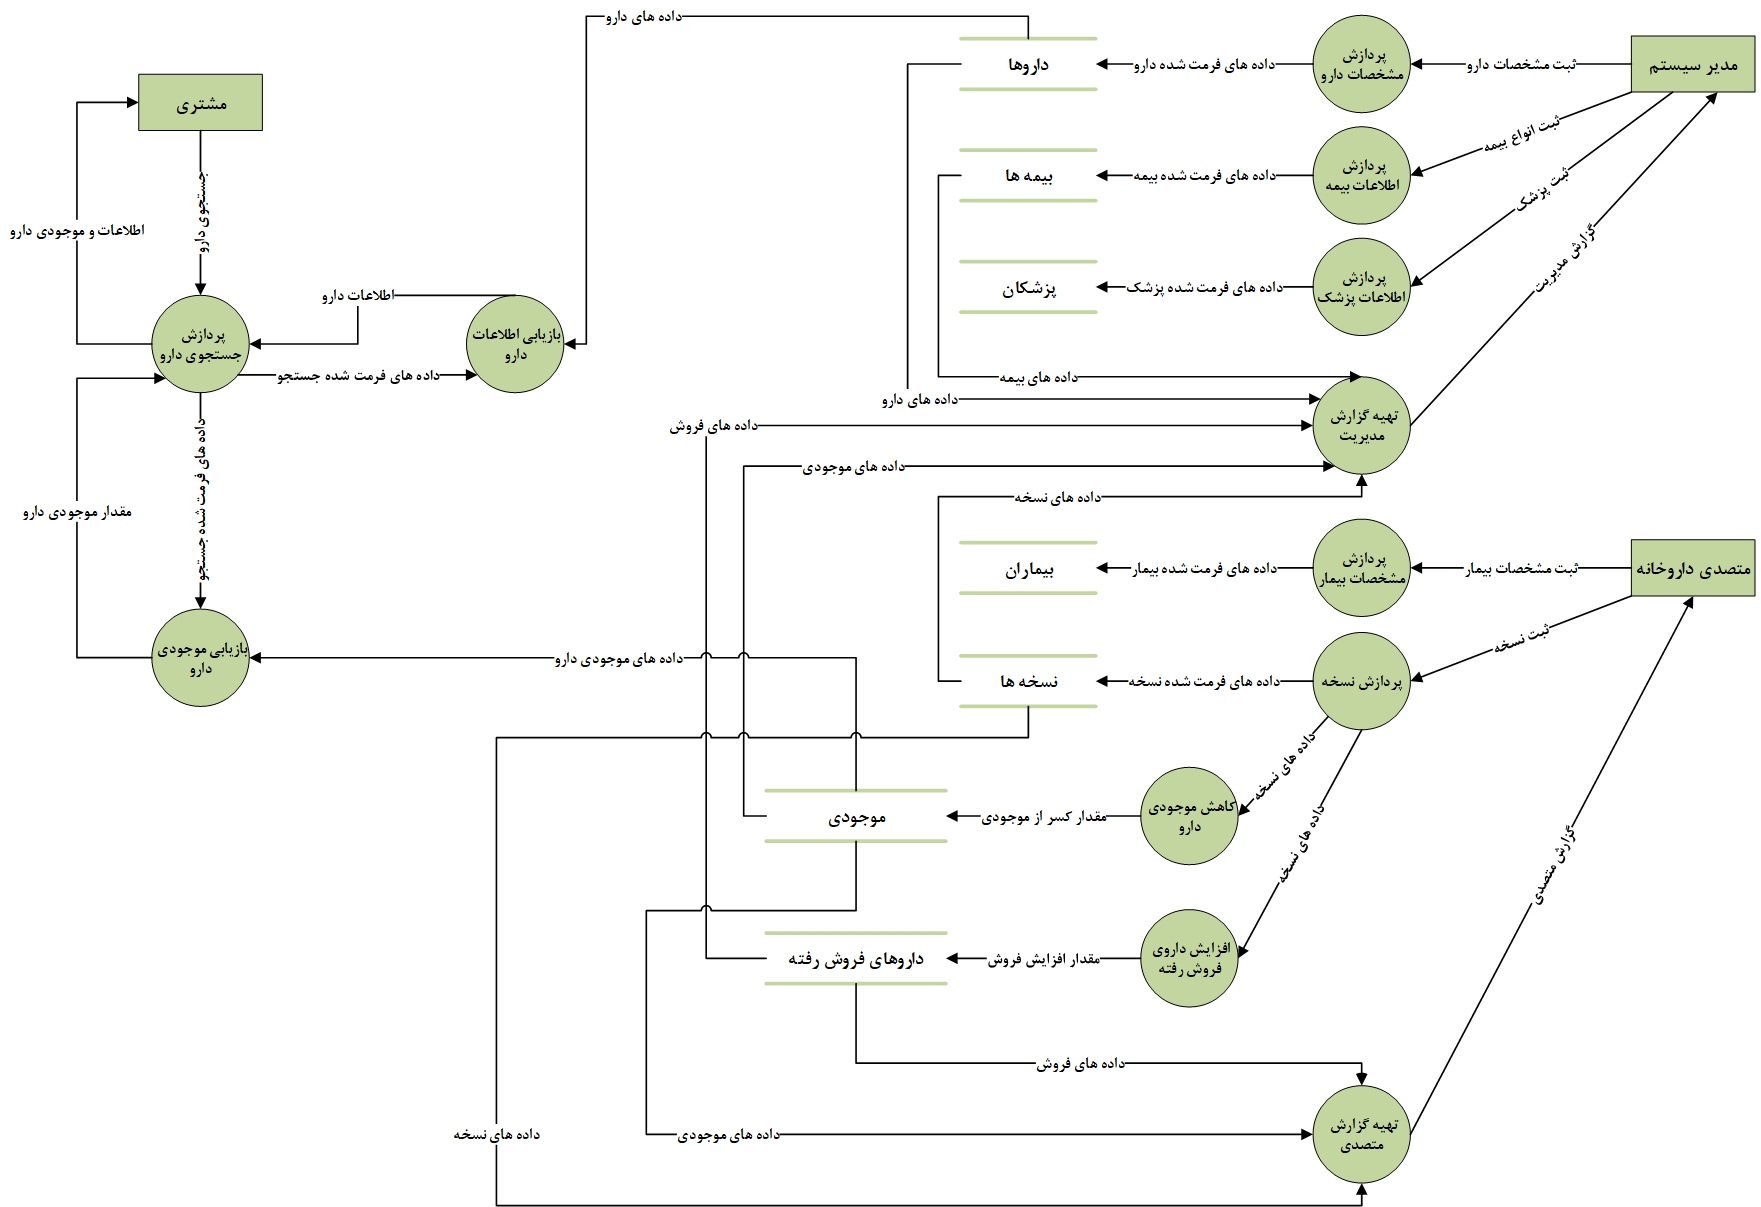 داده های دارو
مدیر سیستم
ثبت مشخصات دارو
پردازش
مشخصات دارو
داده های فرمت شده دارو
داروها
مشتری
ثبت انواع بیمه
پردازش
اطلاعات بیمه
داده های فرمت شده بیمه
بیمه ها
ثبت پزشک
جستجوی دارو
اطلاعات و موجودی دارو
گزارش مدیریت
پردازش
اطلاعات پزشک
داده های فرمت شده پزشک
پزشکان
اطلاعات دارو
بازیابی اطلاعات
دارو
پردازش
جستجوی دارو
داده های فرمت شده جستجو
داده های بیمه
داده های دارو
تهیه گزارش
مدیریت
داده های فروش
داده های موجودی
داده های نسخه
داده های فرمت شده جستجو
مقدار موجودی دارو
متصدی داروخانه
ثبت مشخصات بیمار
پردازش
مشخصات بیمار
داده های فرمت شده بیمار
بیماران
ثبت نسخه
پردازش نسخه
داده های فرمت شده نسخه
نسخه ها
داده های موجودی دارو
بازیابی موجودی
دارو
داده های نسخه
کاهش موجودی
دارو
مقدار کسر از موجودی
موجودی
داده های نسخه
گزارش متصدی
افزایش داروی
فروش رفته
مقدار افزایش فروش
داروهای فروش رفته
داده های فروش
تهیه گزارش
متصدی
داده های موجودی
داده های نسخه